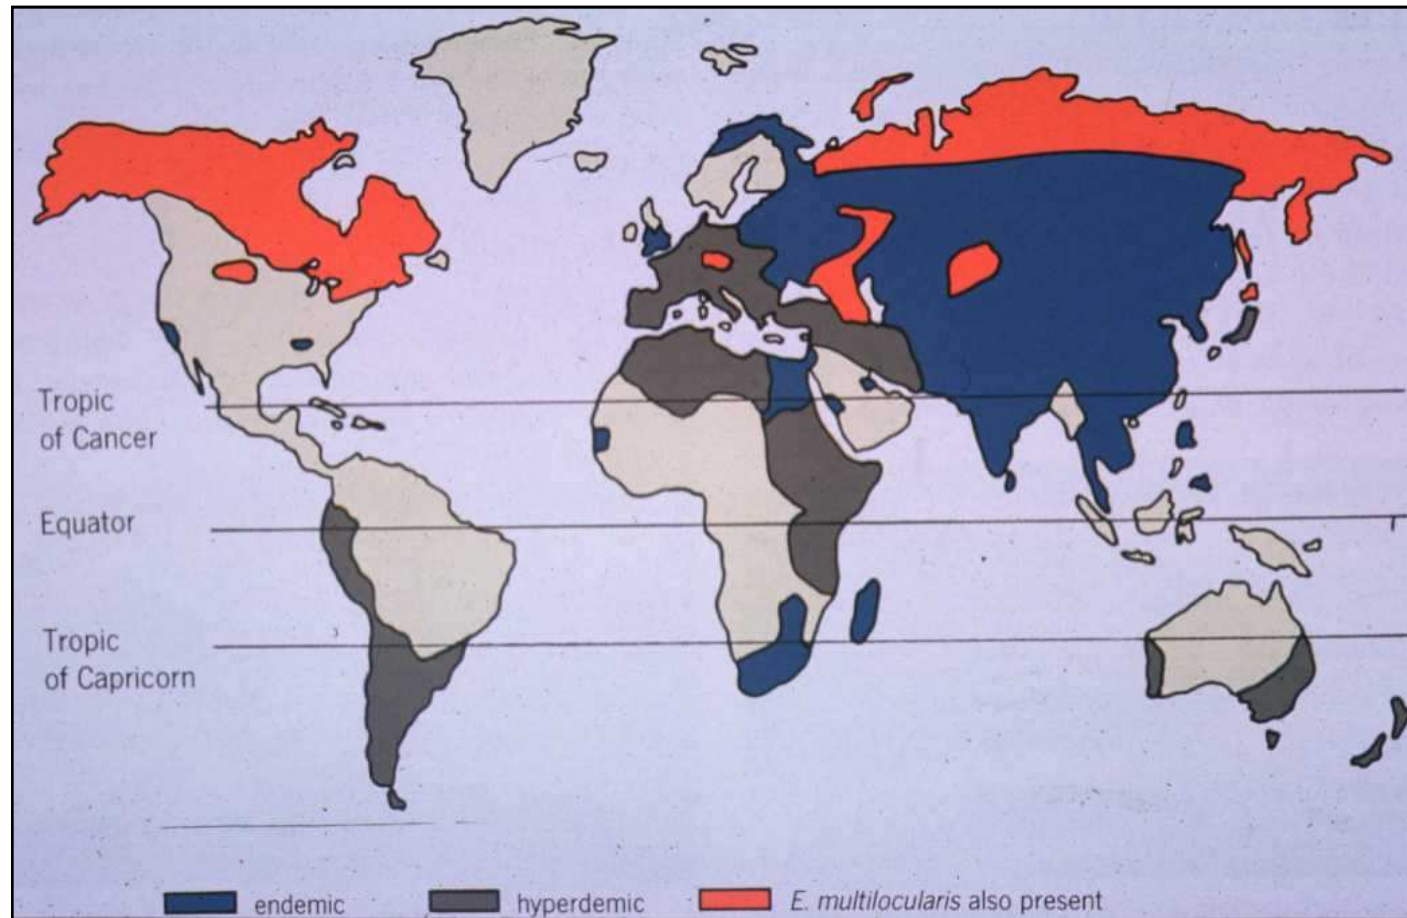 Tropic
of Cancer
Equator
Tropic
of Capricorn
endemic
hyperdemic
E. multilocularis also present